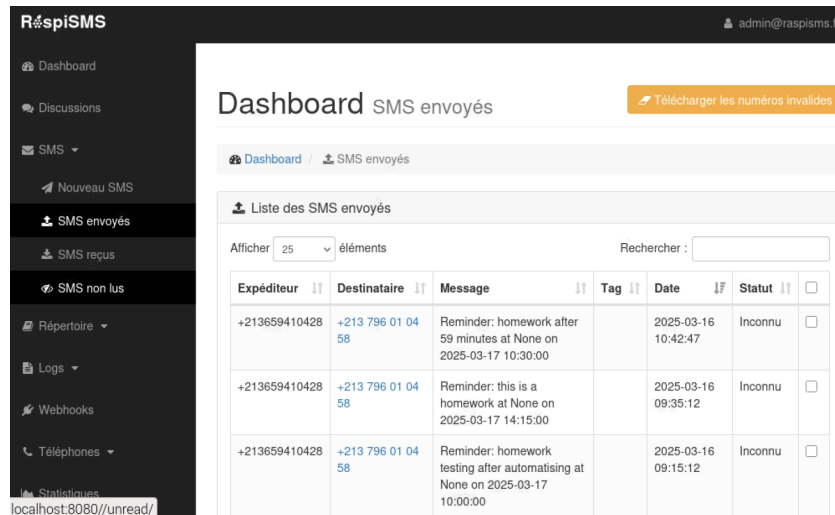 RaspiSMS
admin@raspisms.f
Dashboard
Discussions
SMS
Nouveau SMS
SMS envoyés
SMS reçus
SMS non lus
Répertoire
Logs
Webhooks
Téléphones
Statistiques
localhost:8080//unread/
Dashboard SMS envoyés
Télécharger les numéros invalides
Dashboard / SMS envoyés
Liste des SMS envoyés
Afficher 25 éléments
Rechercher :
Expéditeur Destinataire Message Tag Date Statut
+213659410428 +213 796 01 04 Reminder: homework after 2025-03-16 Inconnu
58 59 minutes at None on 10:42:47
2025-03-17 10:30:00
+213659410428 +213 796 01 04 Reminder: this is a 2025-03-16 Inconnu
58 homework at None on 09:35:12
2025-03-17 14:15:00
+213659410428 +213 796 01 04 Reminder: homework 2025-03-16 Inconnu
58 testing after automatising at 09:15:12
None on 2025-03-17
10:00:00